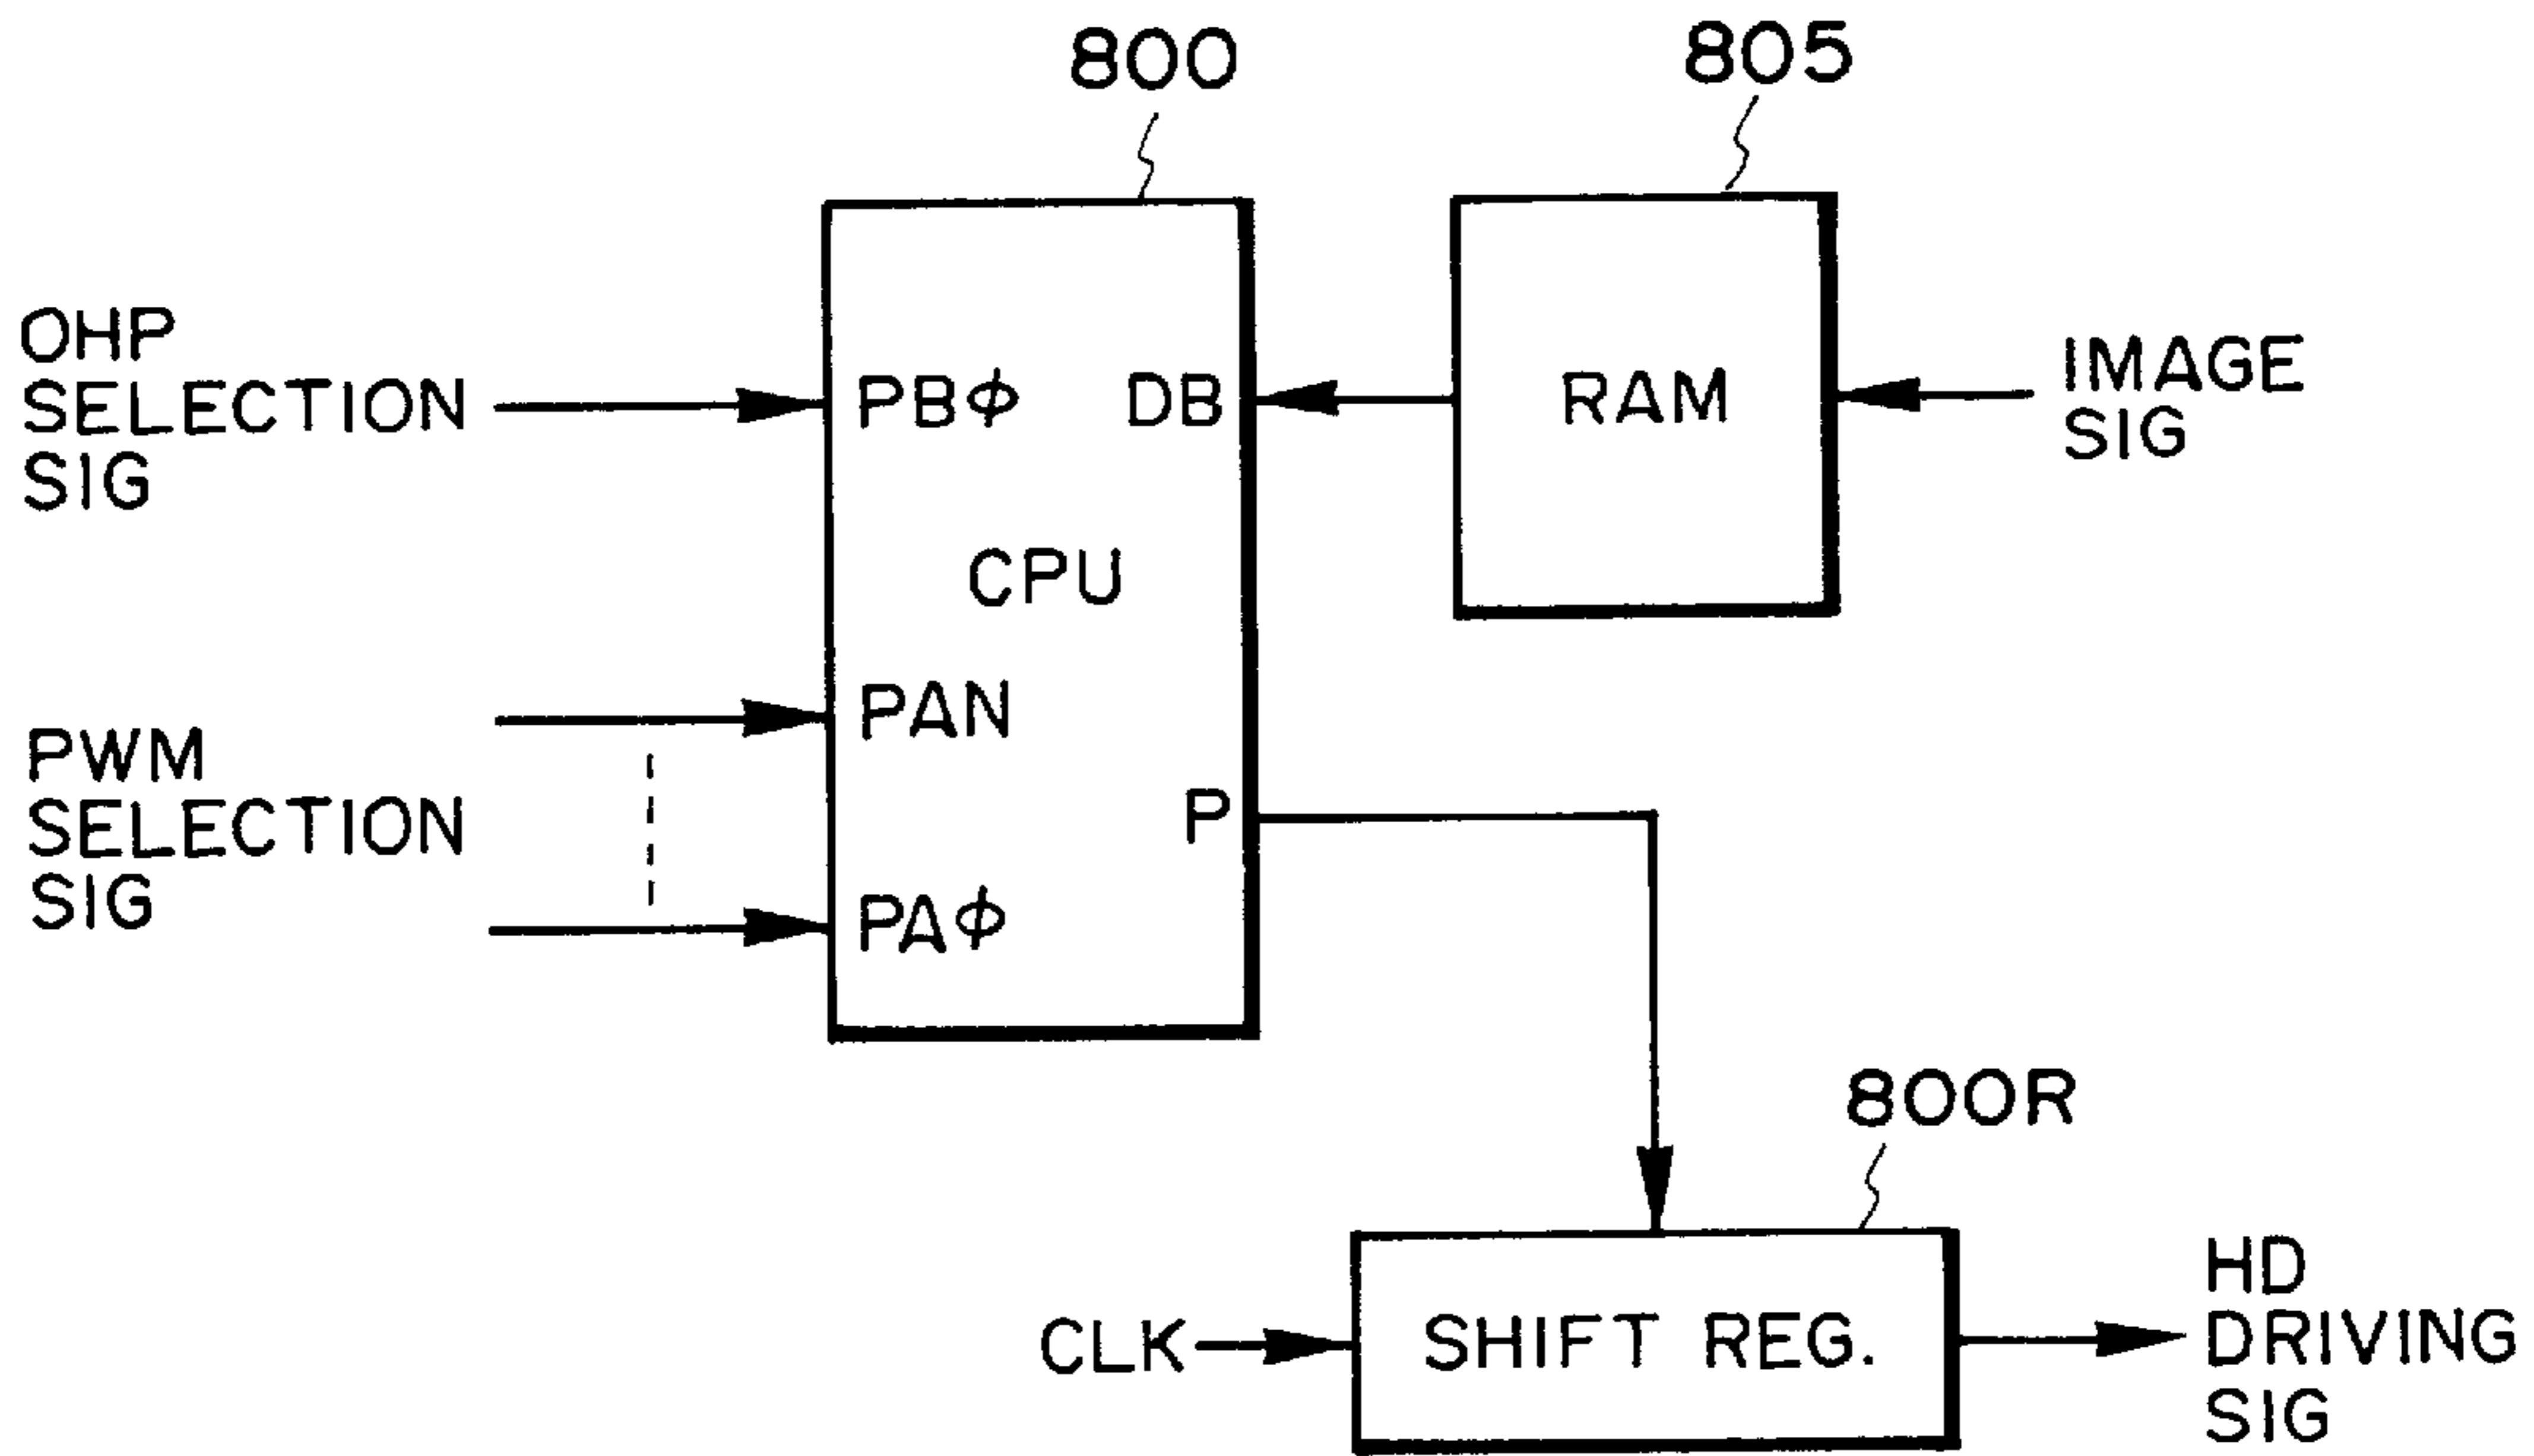 800
805
OHP
SELECTION
SIG
PBϕ
DB
RAM
IMAGE
SIG
CPU
PAN
PWM
SELECTION
SIG
P
PAϕ
800R
CLK
SHIFT REG.
HD
DRIVING
SIG